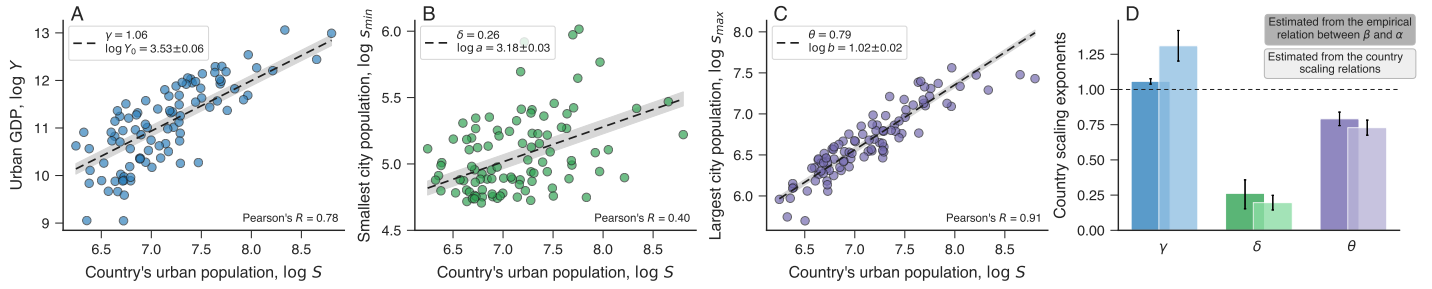 A
γ = 1.06
log Y₀ = 3.53±0.06
Pearson's R = 0.78
Urban GDP, log Y
13
12
11
10
9
6.5 7.0 7.5 8.0 8.5
Country's urban population, log S
B
δ = 0.26
log a = 3.18±0.03
Pearson's R = 0.40
Smallest city population, log sₘᵢₙ
6.0
5.5
5.0
4.5
6.5 7.0 7.5 8.0 8.5
Country's urban population, log S
C
θ = 0.79
log b = 1.02±0.02
Pearson's R = 0.91
Largest city population, log sₘₐₓ
8.0
7.5
7.0
6.5
6.0
6.5 7.0 7.5 8.0 8.5
Country's urban population, log S
D
Estimated from the empirical
relation between β and α
Estimated from the country
scaling relations
Country scaling exponents
1.25
1.00
0.75
0.50
0.25
0.00
γ δ θ